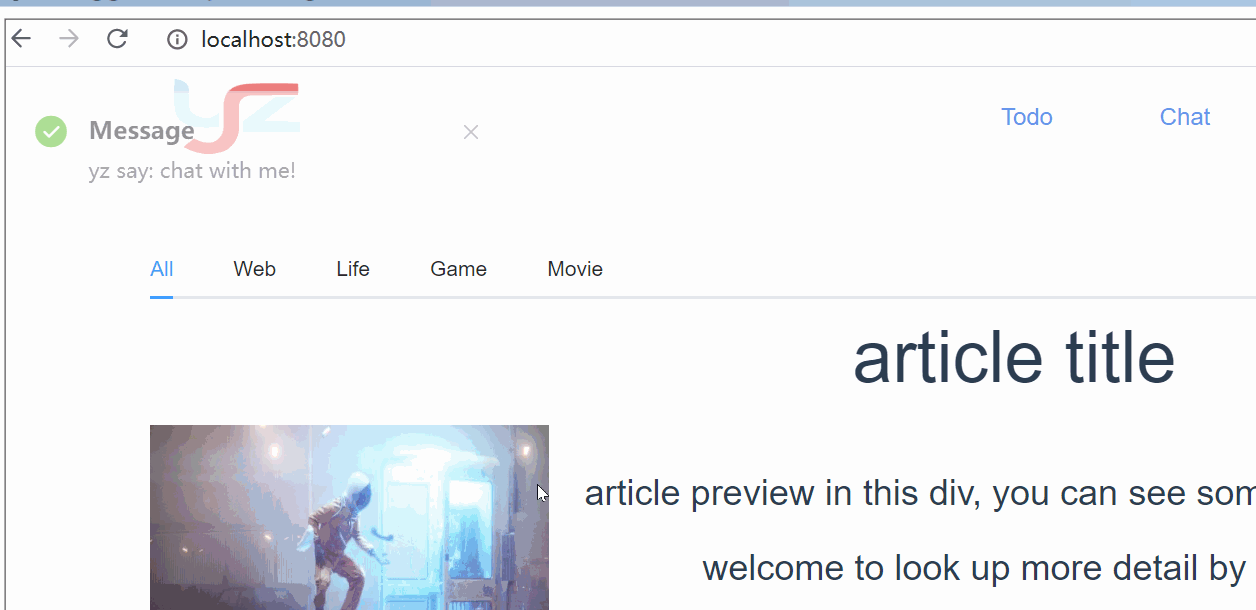 localhost:8080
yz
Todo
Chat
Message
yz say: chat with me!
All
Web
Life
Game
Movie
article title
article preview in this div, you can see
welcome to look up more detail by